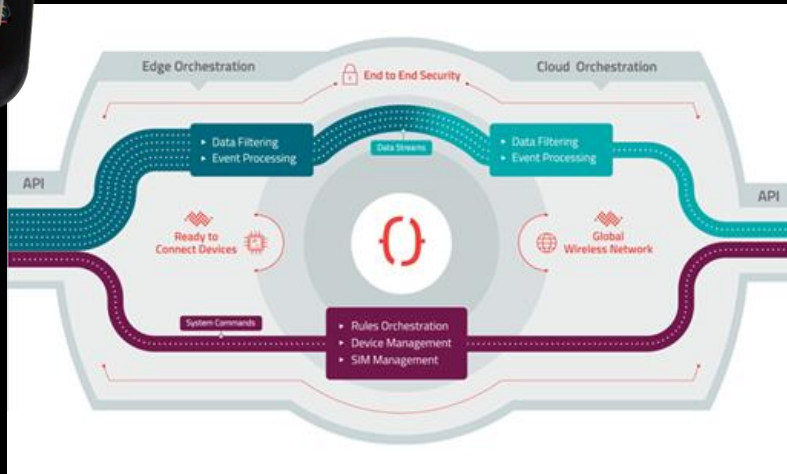 Edge Orchestration
End to End Security
Cloud Orchestration
▸ Data Filtering
▸ Event Processing
Data Streams
▸ Data Filtering
▸ Event Processing
API
API
Ready to
Connect Devices
{}
Global
Wireless Network
System Commands
▸ Rules Orchestration
▸ Device Management
▸ SIM Management